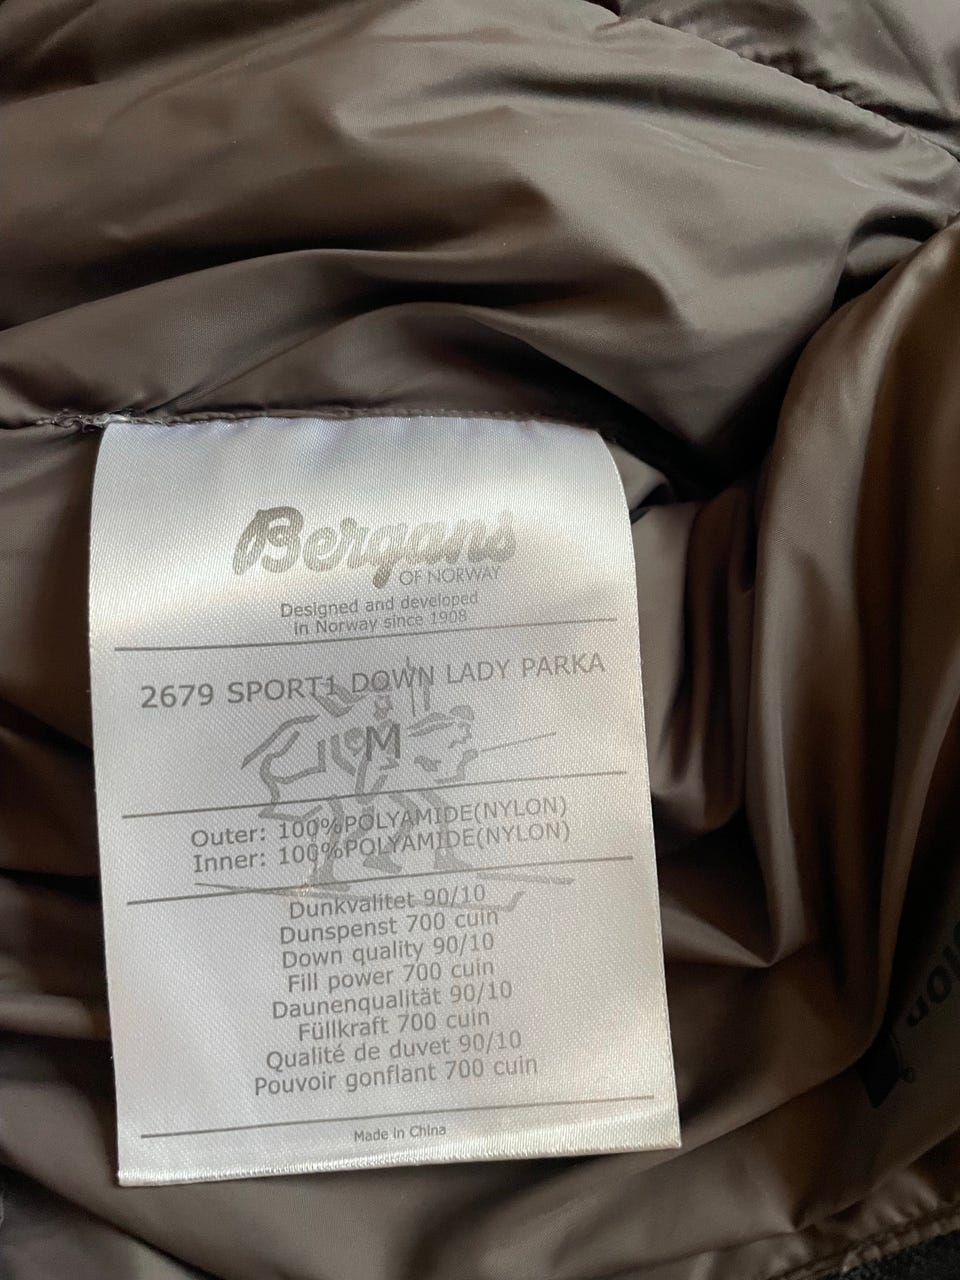 Bergans
OF NORWAY
Designed and developed
in Norway since 1908
2679 SPORT1 DOWN LADY PARKA
M
Outer: 100%POLYAMIDE(NYLON)
Inner: 100%POLYAMIDE(NYLON)
Dunkvalitet 90/10
Dunspenst 700 cuin
Down quality 90/10
Fill power 700 cuin
Daunenqualität 90/10
Füllkraft 700 cuin
Qualité de duvet 90/10
Pouvoir gonflant 700 cuin
Made in China